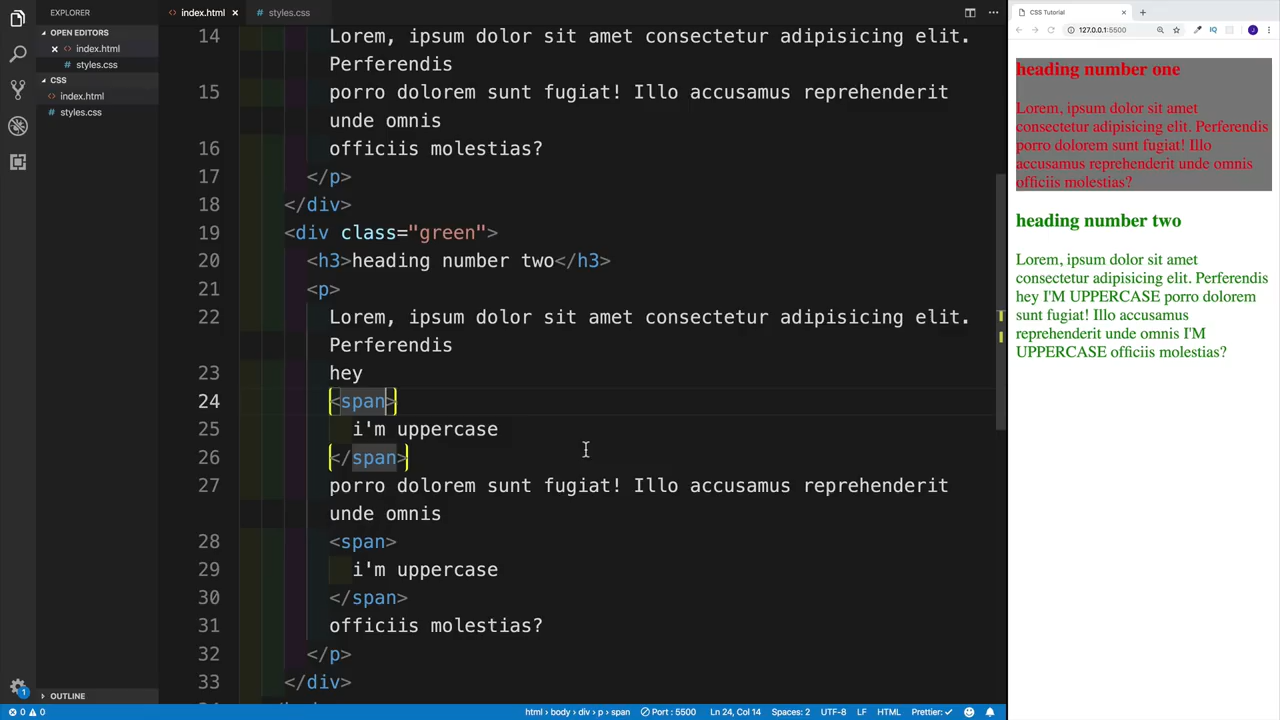 EXPLORER
OPEN EDITORS
index.html
styles.css
CSS
index.html
styles.css
OUTLINE
1
index.html
styles.css
14 Lorem, ipsum dolor sit amet consectetur adipisicing elit.
Perferendis
15 porro dolorem sunt fugiat! Illo accusamus reprehenderit
unde omnis
16 officiis molestias?
17 </p>
18 </div>
19 <div class="green">
20 <h3>heading number two</h3>
21 <p>
22 Lorem, ipsum dolor sit amet consectetur adipisicing elit.
Perferendis
23 hey
24 <span>
25 i'm uppercase
26 </span>
27 porro dolorem sunt fugiat! Illo accusamus reprehenderit
unde omnis
28 <span>
29 i'm uppercase
30 </span>
31 officiis molestias?
32 </p>
33 </div>
0 0 html › body › div › p › span Port : 5500 Ln 24, Col 14 Spaces: 2 UTF-8 LF HTML Prettier: ✓
CSS Tutorial
127.0.0.1:5500
heading number one
Lorem, ipsum dolor sit amet
consectetur adipisicing elit. Perferendis
porro dolorem sunt fugiat! Illo
accusamus reprehenderit unde omnis
officiis molestias?
heading number two
Lorem, ipsum dolor sit amet
consectetur adipisicing elit. Perferendis
hey I'M UPPERCASE porro dolorem
sunt fugiat! Illo accusamus
reprehenderit unde omnis I'M
UPPERCASE officiis molestias?